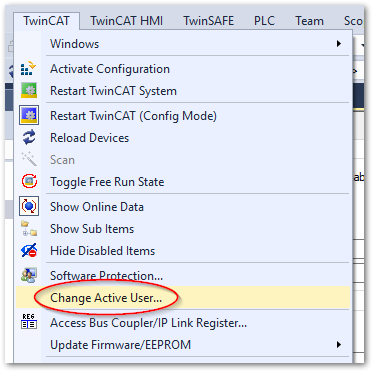 TwinCAT TwinCAT HMI TwinSAFE PLC Team Sco
Windows
Activate Configuration
Restart TwinCAT System
Restart TwinCAT (Config Mode)
Reload Devices
Scan
Toggle Free Run State
Show Online Data
Show Sub Items
Hide Disabled Items
Software Protection...
Change Active User...
REG Access Bus Coupler/IP Link Register...
Update Firmware/EEPROM